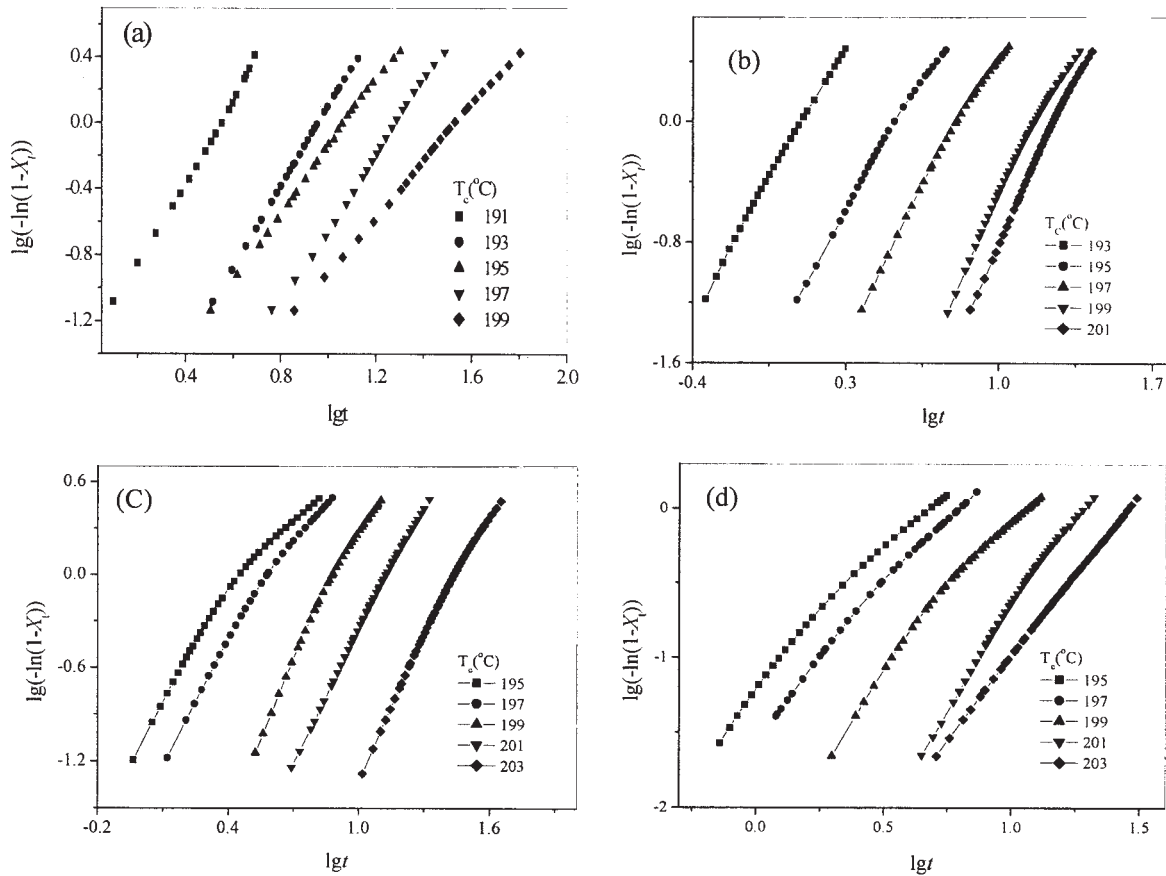 (a)
lg(-ln(1-Xt))
0.4
0.0
-0.4
-0.8
-1.2
Tc(°C)
191
193
195
197
199
0.4 0.8 1.2 1.6 2.0
lgt
(b)
lg(-ln(1-Xt))
0.0
-0.8
-1.6
Tc(°C)
193
195
197
199
201
-0.4 0.3 1.0 1.7
lgt
(C)
lg(-ln(1-Xt))
0.6
0.0
-0.6
-1.2
Tc(°C)
195
197
199
201
203
-0.2 0.4 1.0 1.6
lgt
(d)
lg(-ln(1-Xt))
0
-1
-2
Tc(°C)
195
197
199
201
203
0.0 0.5 1.0 1.5
lgt